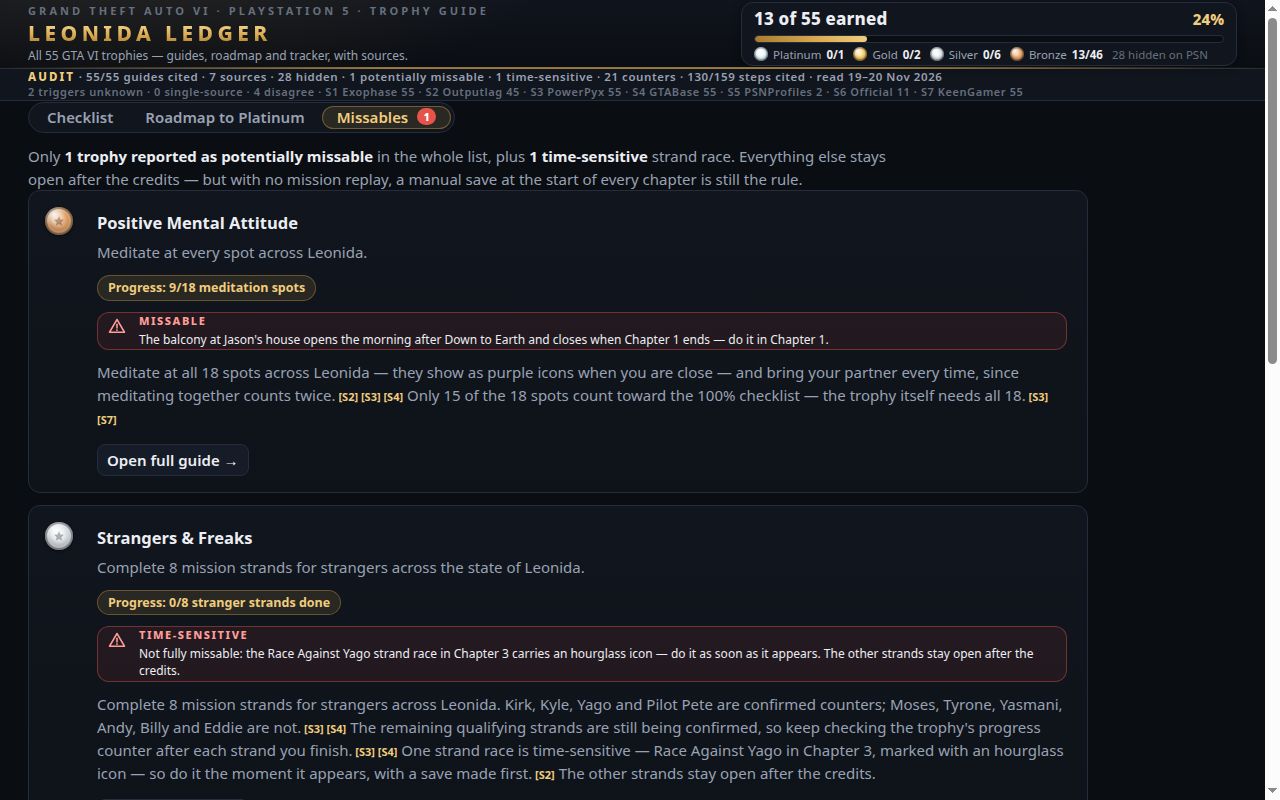 GRAND THEFT AUTO VI · PLAYSTATION 5 · TROPHY GUIDE
LEONIDA LEDGER
All 55 GTA VI trophies — guides, roadmap and tracker, with sources.
13 of 55 earned
24%
Platinum 0/1 Gold 0/2 Silver 0/6 Bronze 13/46 28 hidden on PSN
AUDIT · 55/55 guides cited · 7 sources · 28 hidden · 1 potentially missable · 1 time-sensitive · 21 counters · 130/159 steps cited · read 19–20 Nov 2026
2 triggers unknown · 0 single-source · 4 disagree · S1 Exophase 55 · S2 Outputlag 45 · S3 PowerPyx 55 · S4 GTABase 55 · S5 PSNProfiles 2 · S6 Official 11 · S7 KeenGamer 55
Checklist
Roadmap to Platinum
Missables 1
Only 1 trophy reported as potentially missable in the whole list, plus 1 time-sensitive strand race. Everything else stays
open after the credits — but with no mission replay, a manual save at the start of every chapter is still the rule.
Positive Mental Attitude
Meditate at every spot across Leonida.
Progress: 9/18 meditation spots
MISSABLE
The balcony at Jason's house opens the morning after Down to Earth and closes when Chapter 1 ends — do it in Chapter 1.
Meditate at all 18 spots across Leonida — they show as purple icons when you are close — and bring your partner every time, since
meditating together counts twice. [S2] [S3] [S4] Only 15 of the 18 spots count toward the 100% checklist — the trophy itself needs all 18. [S3]
[S7]
Open full guide →
Strangers & Freaks
Complete 8 mission strands for strangers across the state of Leonida.
Progress: 0/8 stranger strands done
TIME-SENSITIVE
Not fully missable: the Race Against Yago strand race in Chapter 3 carries an hourglass icon — do it as soon as it appears. The other strands stay open after the
credits.
Complete 8 mission strands for strangers across Leonida. Kirk, Kyle, Yago and Pilot Pete are confirmed counters; Moses, Tyrone, Yasmani,
Andy, Billy and Eddie are not. [S3] [S4] The remaining qualifying strands are still being confirmed, so keep checking the trophy's progress
counter after each strand you finish. [S3] [S4] One strand race is time-sensitive — Race Against Yago in Chapter 3, marked with an hourglass
icon — so do it the moment it appears, with a save made first. [S2] The other strands stay open after the credits.